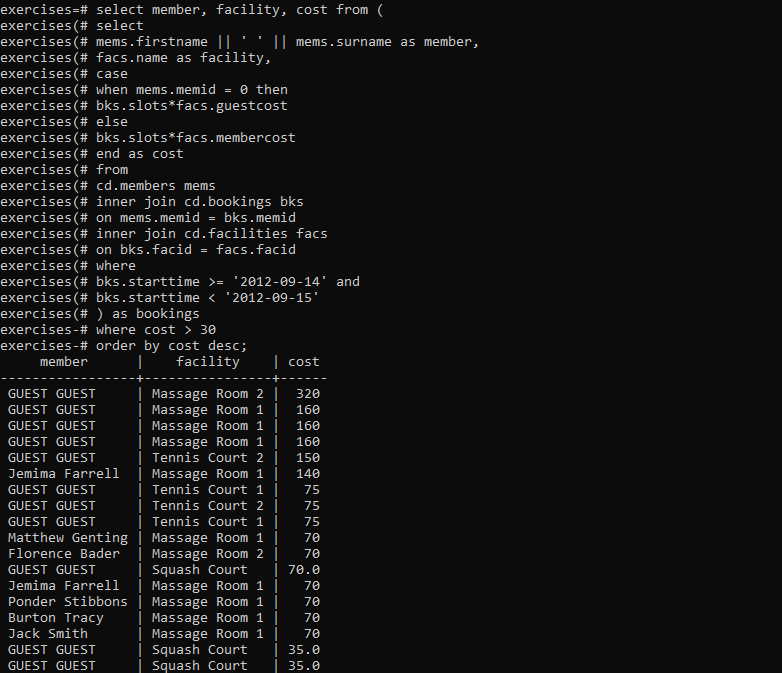 exercises=# select member, facility, cost from (
exercises(# select
exercises(# mems.firstname || ' ' || mems.surname as member,
exercises(# facs.name as facility,
exercises(# case
exercises(# when mems.memid = 0 then
exercises(# bks.slots*facs.guestcost
exercises(# else
exercises(# bks.slots*facs.membercost
exercises(# end as cost
exercises(# from
exercises(# cd.members mems
exercises(# inner join cd.bookings bks
exercises(# on mems.memid = bks.memid
exercises(# inner join cd.facilities facs
exercises(# on bks.facid = facs.facid
exercises(# where
exercises(# bks.starttime >= '2012-09-14' and
exercises(# bks.starttime < '2012-09-15'
exercises(# ) as bookings
exercises-# where cost > 30
exercises-# order by cost desc;
     member      |    facility    | cost
-----------------+----------------+------
 GUEST GUEST     | Massage Room 2 |  320
 GUEST GUEST     | Massage Room 1 |  160
 GUEST GUEST     | Massage Room 1 |  160
 GUEST GUEST     | Massage Room 1 |  160
 GUEST GUEST     | Tennis Court 2 |  150
 Jemima Farrell  | Massage Room 1 |  140
 GUEST GUEST     | Tennis Court 1 |   75
 GUEST GUEST     | Tennis Court 2 |   75
 GUEST GUEST     | Tennis Court 1 |   75
 Matthew Genting | Massage Room 1 |   70
 Florence Bader  | Massage Room 2 |   70
 GUEST GUEST     | Squash Court   | 70.0
 Jemima Farrell  | Massage Room 1 |   70
 Ponder Stibbons | Massage Room 1 |   70
 Burton Tracy    | Massage Room 1 |   70
 Jack Smith      | Massage Room 1 |   70
 GUEST GUEST     | Squash Court   | 35.0
 GUEST GUEST     | Squash Court   | 35.0